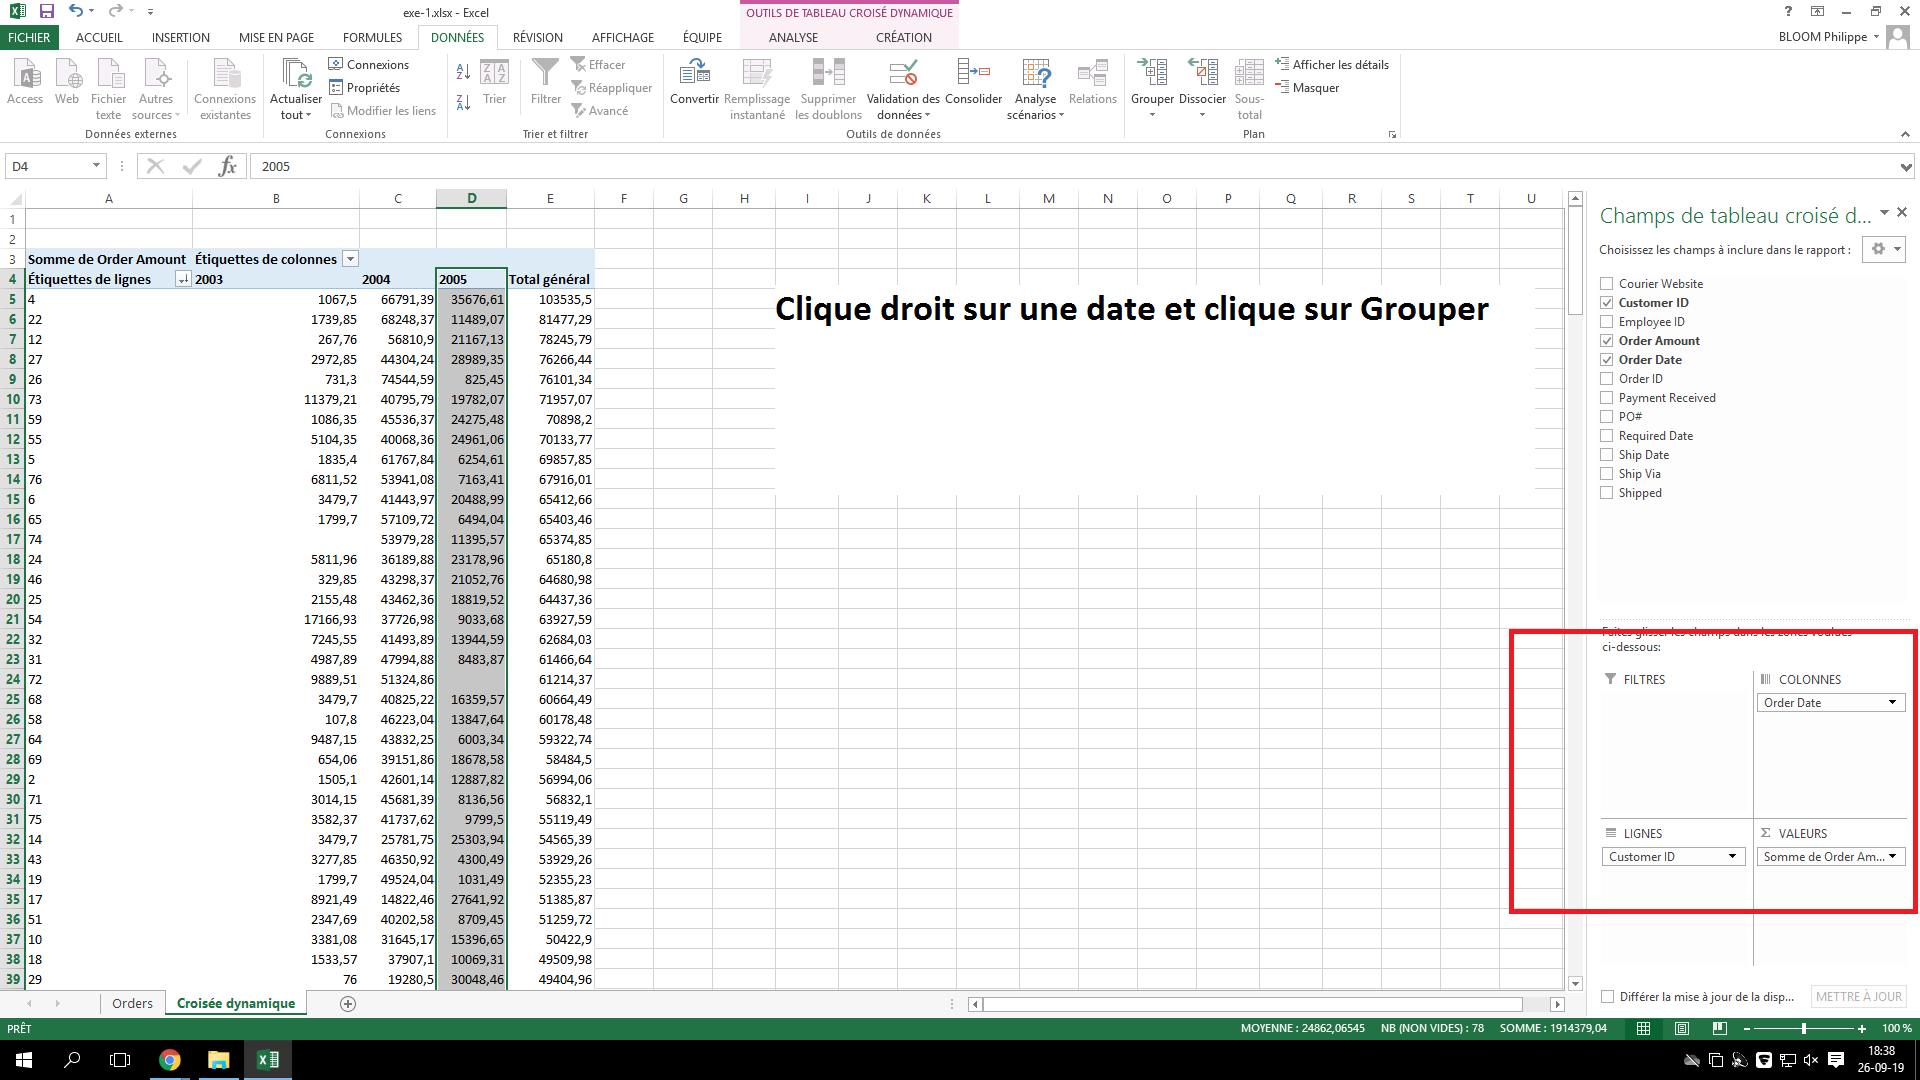 exe-1.xlsx - Excel
OUTILS DE TABLEAU CROISÉ DYNAMIQUE
FICHIER ACCUEIL INSERTION MISE EN PAGE FORMULES DONNÉES RÉVISION AFFICHAGE ÉQUIPE ANALYSE CRÉATION
BLOOM Philippe
Access
Web
Fichier texte
Autres sources
Connexions existantes
Actualiser tout
Connexions
Propriétés
Modifier les liens
Trier
Filtrer
Effacer
Réappliquer
Avancé
Convertir
Remplissage instantané
Supprimer les doublons
Validation des données
Consolider
Analyse scénarios
Relations
Grouper
Dissocier
Sous-total
Afficher les détails
Masquer
Données externes
Connexions
Trier et filtrer
Outils de données
Plan
D4 fx 2005
A B C D E F G H I J K L M N O P Q R S T U
1
2
3 Somme de Order Amount Étiquettes de colonnes
4 Étiquettes de lignes 2003 2004 2005 Total général
5 4 1067,5 66791,39 35676,61 103535,5
6 22 1739,85 68248,37 11489,07 81477,29
7 12 267,76 56810,9 21167,13 78245,79
8 27 2972,85 44304,24 28989,35 76266,44
9 26 731,3 74544,59 825,45 76101,34
10 73 11379,21 40795,79 19782,07 71957,07
11 59 1086,35 45536,37 24275,48 70898,2
12 55 5104,35 40068,36 24961,06 70133,77
13 5 1835,4 61767,84 6254,61 69857,85
14 76 6811,52 53941,08 7163,41 67916,01
15 6 3479,7 41443,97 20488,99 65412,66
16 65 1799,7 57109,72 6494,04 65403,46
17 74 53979,28 11395,57 65374,85
18 24 5811,96 36189,88 23178,96 65180,8
19 46 329,85 43298,37 21052,76 64680,98
20 25 2155,48 43462,36 18819,52 64437,36
21 54 17166,93 37726,98 9033,68 63927,59
22 32 7245,55 41493,89 13944,59 62684,03
23 31 4987,89 47994,88 8483,87 61466,64
24 72 9889,51 51324,86 61214,37
25 68 3479,7 40825,22 16359,57 60664,49
26 58 107,8 46223,04 13847,64 60178,48
27 64 9487,15 43832,25 6003,34 59322,74
28 69 654,06 39151,86 18678,58 58484,5
29 2 1505,1 42601,14 12887,82 56994,06
30 71 3014,15 45681,39 8136,56 56832,1
31 75 3582,37 41737,62 9799,5 55119,49
32 14 3479,7 25781,75 25303,94 54565,39
33 43 3277,85 46350,92 4300,49 53929,26
34 19 1799,7 49524,04 1031,49 52355,23
35 17 8921,49 14822,46 27641,92 51385,87
36 51 2347,69 40202,58 8709,45 51259,72
37 10 3381,08 31645,17 15396,65 50422,9
38 18 1533,57 37907,1 10069,31 49509,98
39 29 76 19280,5 30048,46 49404,96
Clique droit sur une date et clique sur Grouper
Champs de tableau croisé d...
Choisissez les champs à inclure dans le rapport :
Courier Website
Customer ID
Employee ID
Order Amount
Order Date
Order ID
Payment Received
PO#
Required Date
Ship Date
Ship Via
Shipped
Faites glisser les champs dans les zones voulues
ci-dessous:
FILTRES
COLONNES
Order Date
LIGNES
VALEURS
Customer ID
Somme de Order Am...
Différer la mise à jour de la disp...
METTRE À JOUR
Orders Croisée dynamique
PRÊT MOYENNE : 24862,06545 NB (NON VIDES) : 78 SOMME : 1914379,04 100 %
18:38
26-09-19